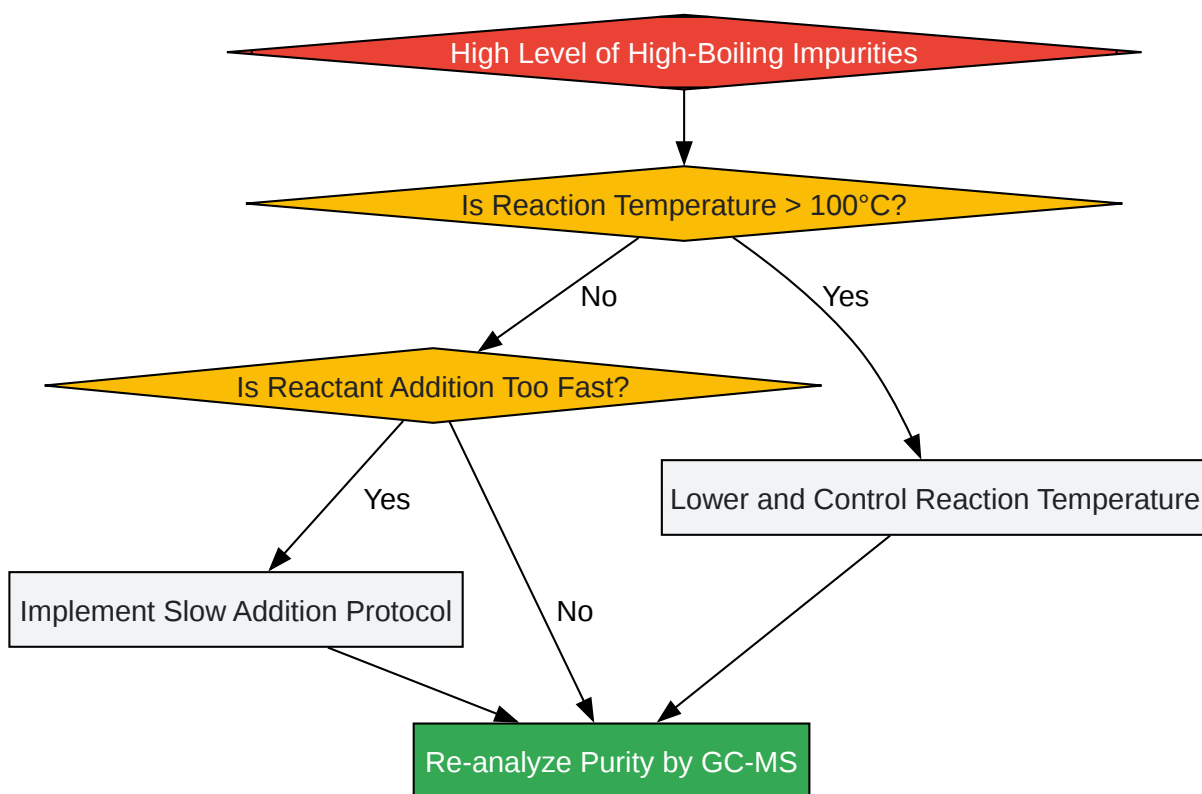 High Level of High-Boiling Impurities
Is Reaction Temperature > 100°C?
No
Yes
Is Reactant Addition Too Fast?
Yes
Lower and Control Reaction Temperature
Implement Slow Addition Protocol
No
Re-analyze Purity by GC-MS